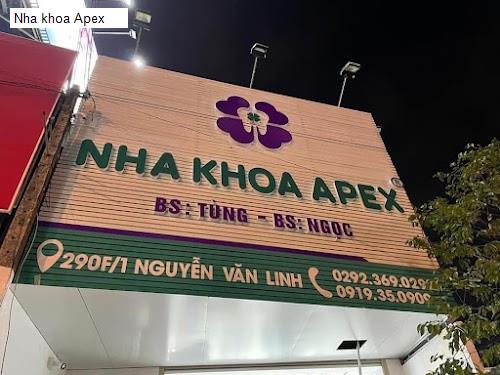 Nha khoa Apex
NHA KHOA APEX
BS: TÙNG - BS: NGỌC
290F/1 NGUYỄN VĂN LINH
0292.369.029
0919.35.0909